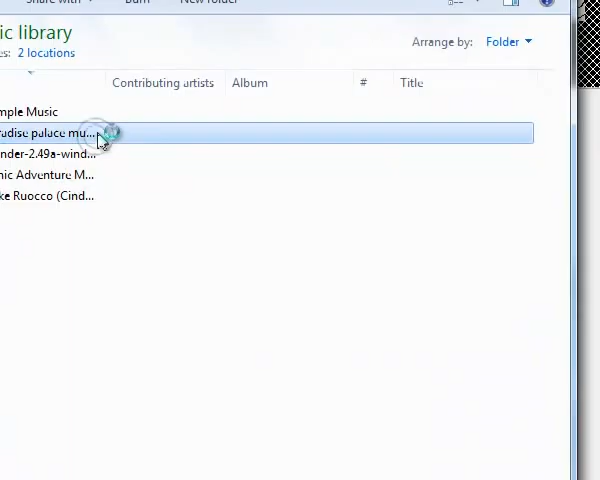 Share with Burn New folder
ic library
es: 2 locations
Arrange by: Folder
Contributing artists Album # Title
mple Music
radise palace mu...
nder-2.49a-wind...
nic Adventure M...
ke Ruocco (Cind...